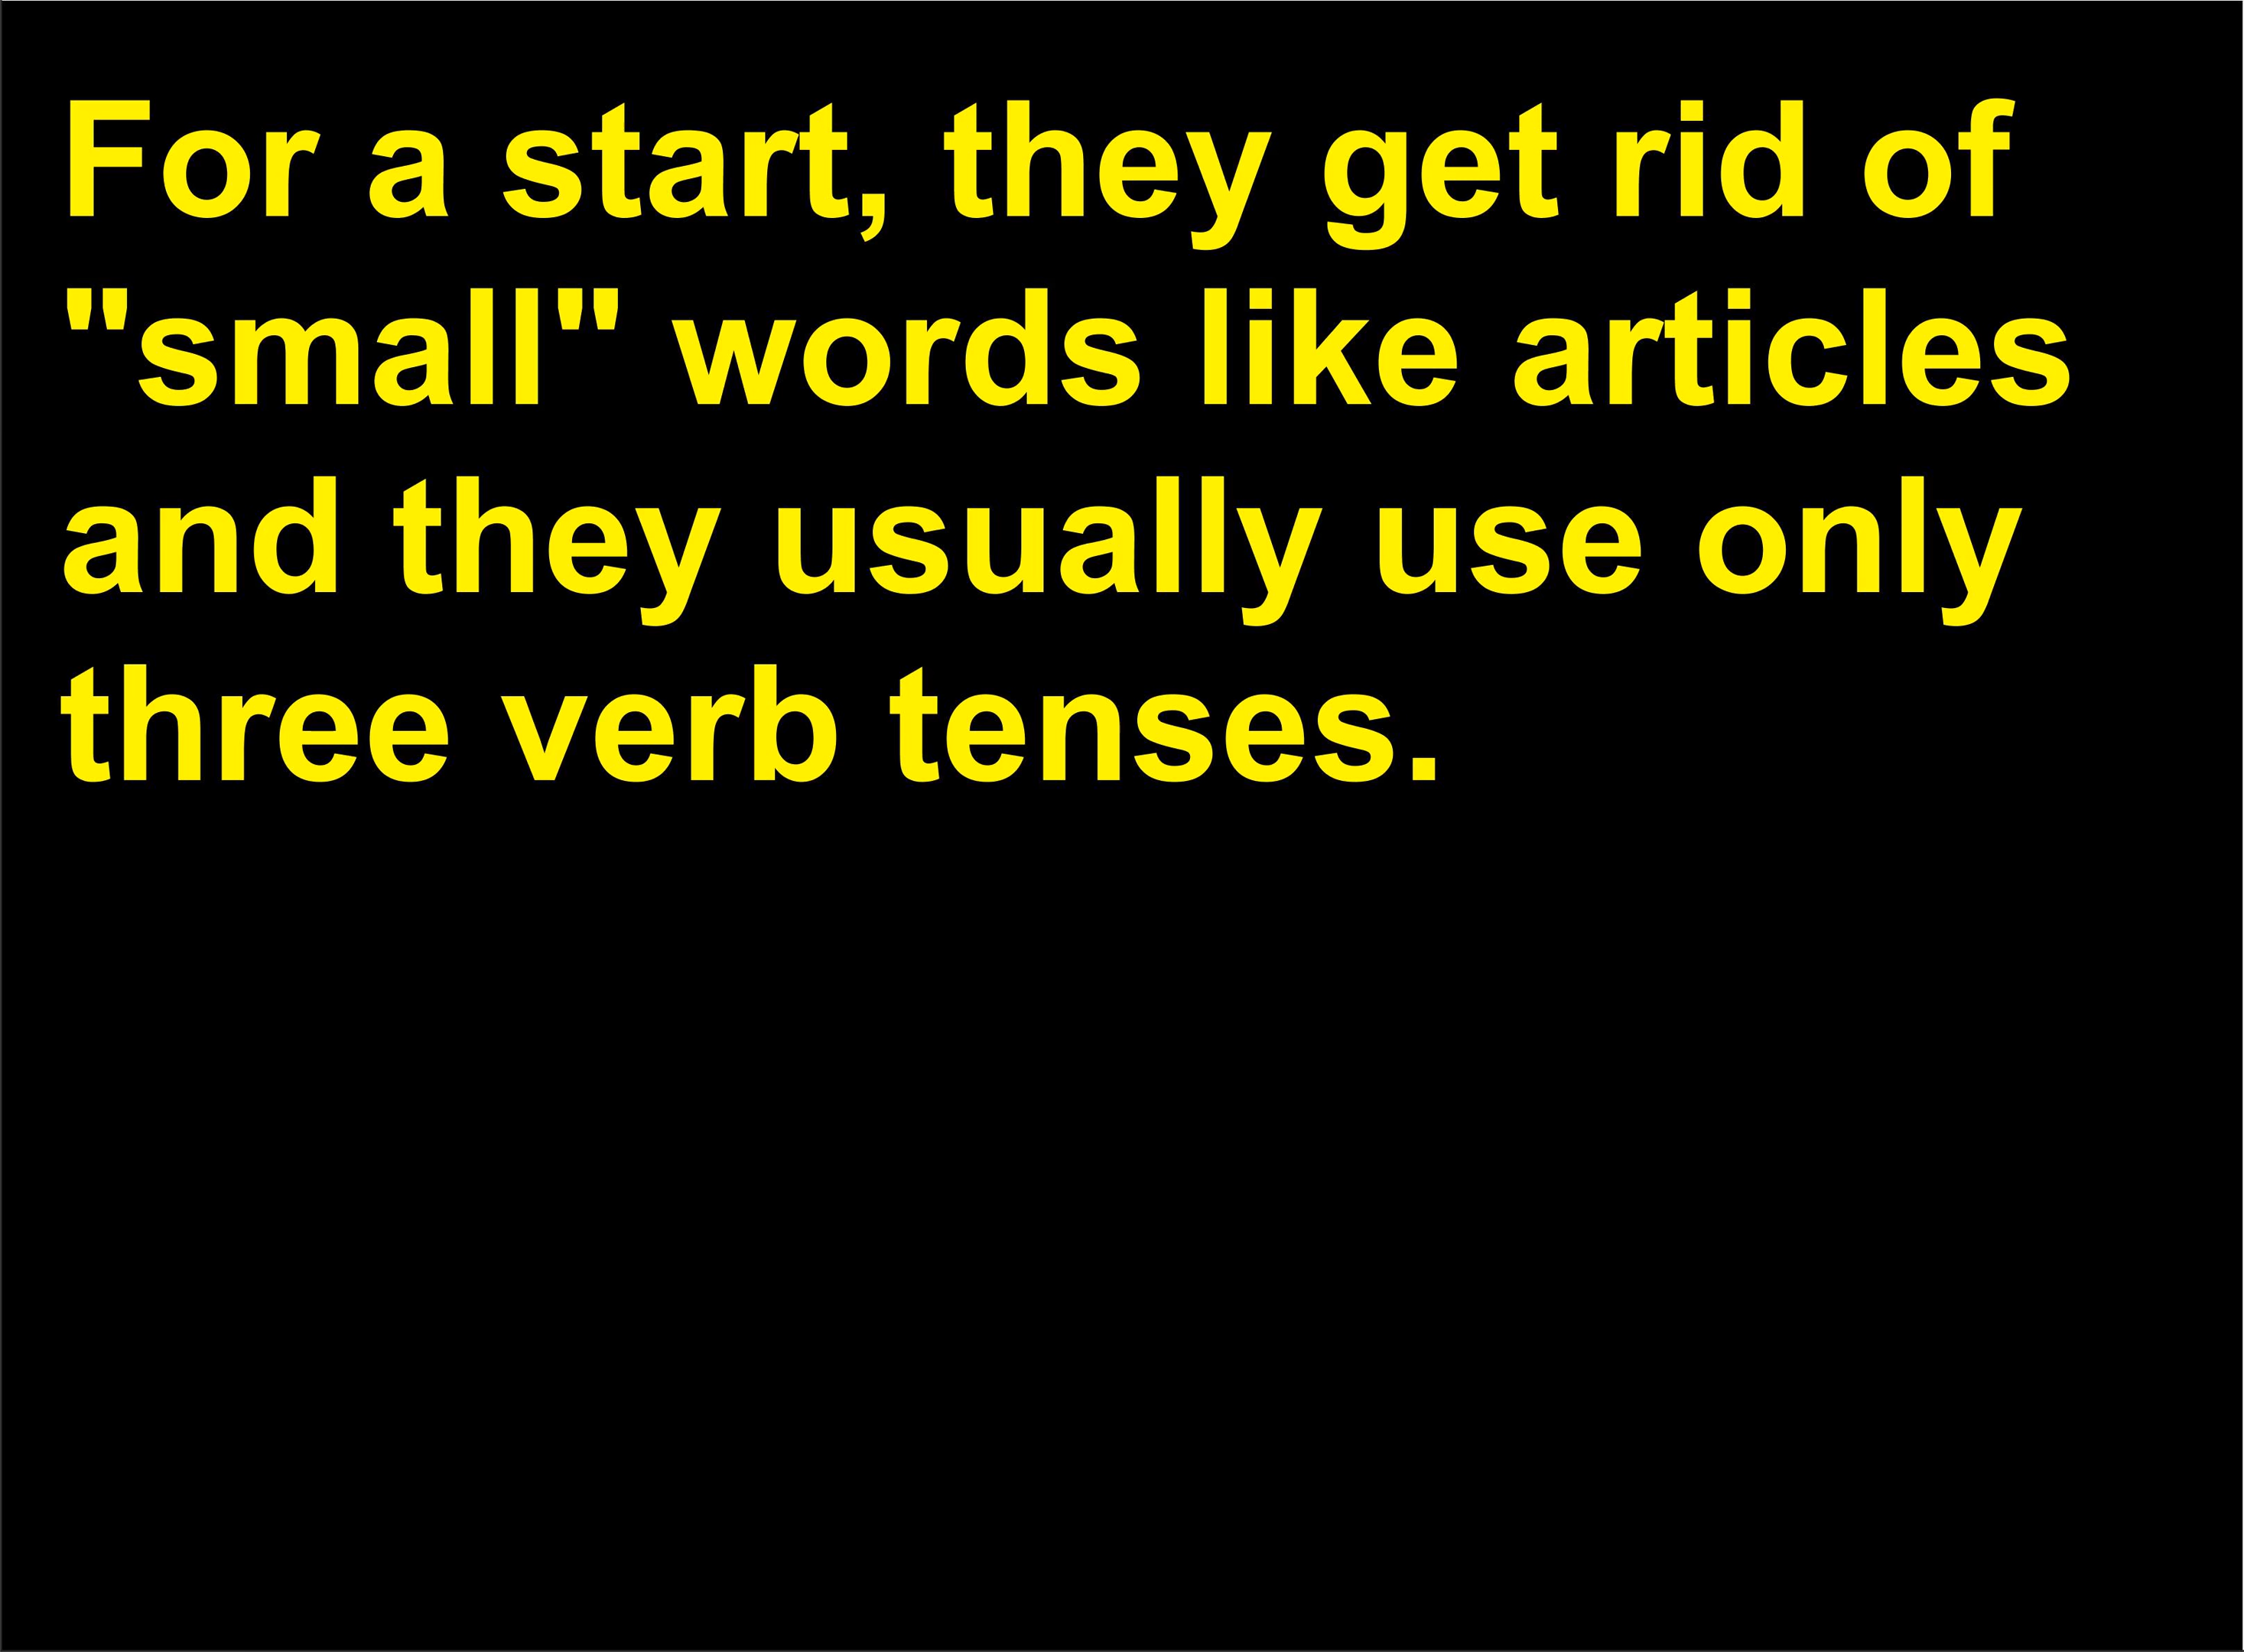 For a start, they get rid of
"small" words like articles
and they usually use only
three verb tenses.